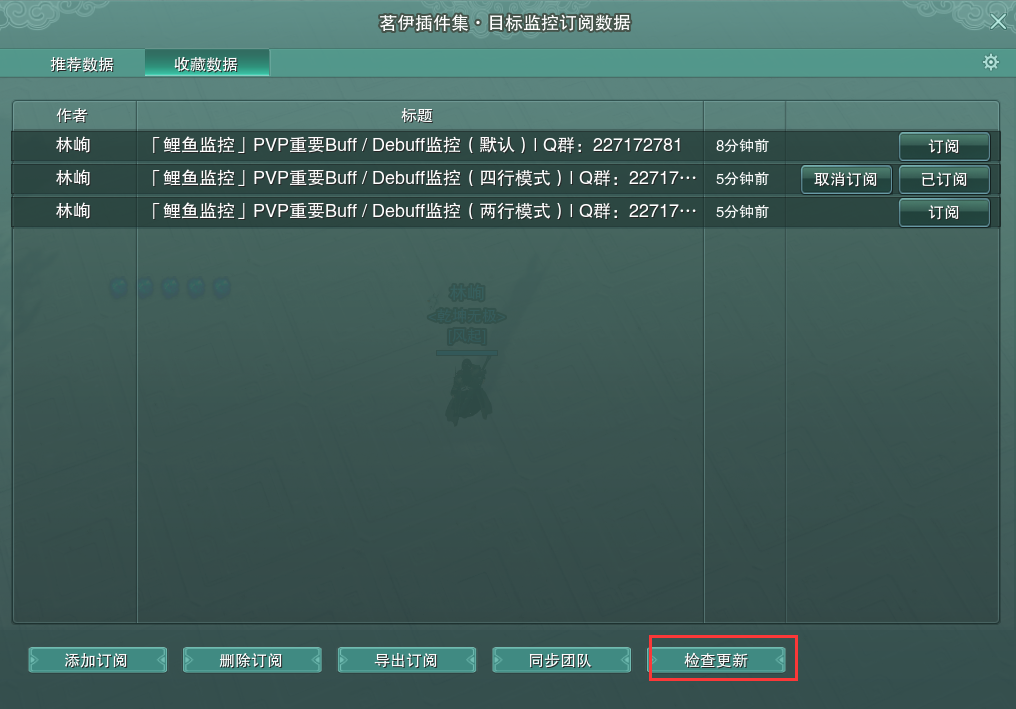 茗伊插件集·目标监控订阅数据
推荐数据 收藏数据
作者 标题
林峋 「鲤鱼监控」PVP重要Buff / Debuff监控（默认）| Q群：227172781 8分钟前 订阅
林峋 「鲤鱼监控」PVP重要Buff / Debuff监控（四行模式）| Q群：22717··· 5分钟前 取消订阅 已订阅
林峋 「鲤鱼监控」PVP重要Buff / Debuff监控（两行模式）| Q群：22717··· 5分钟前 订阅
林峋
添加订阅 删除订阅 导出订阅 同步团队 检查更新